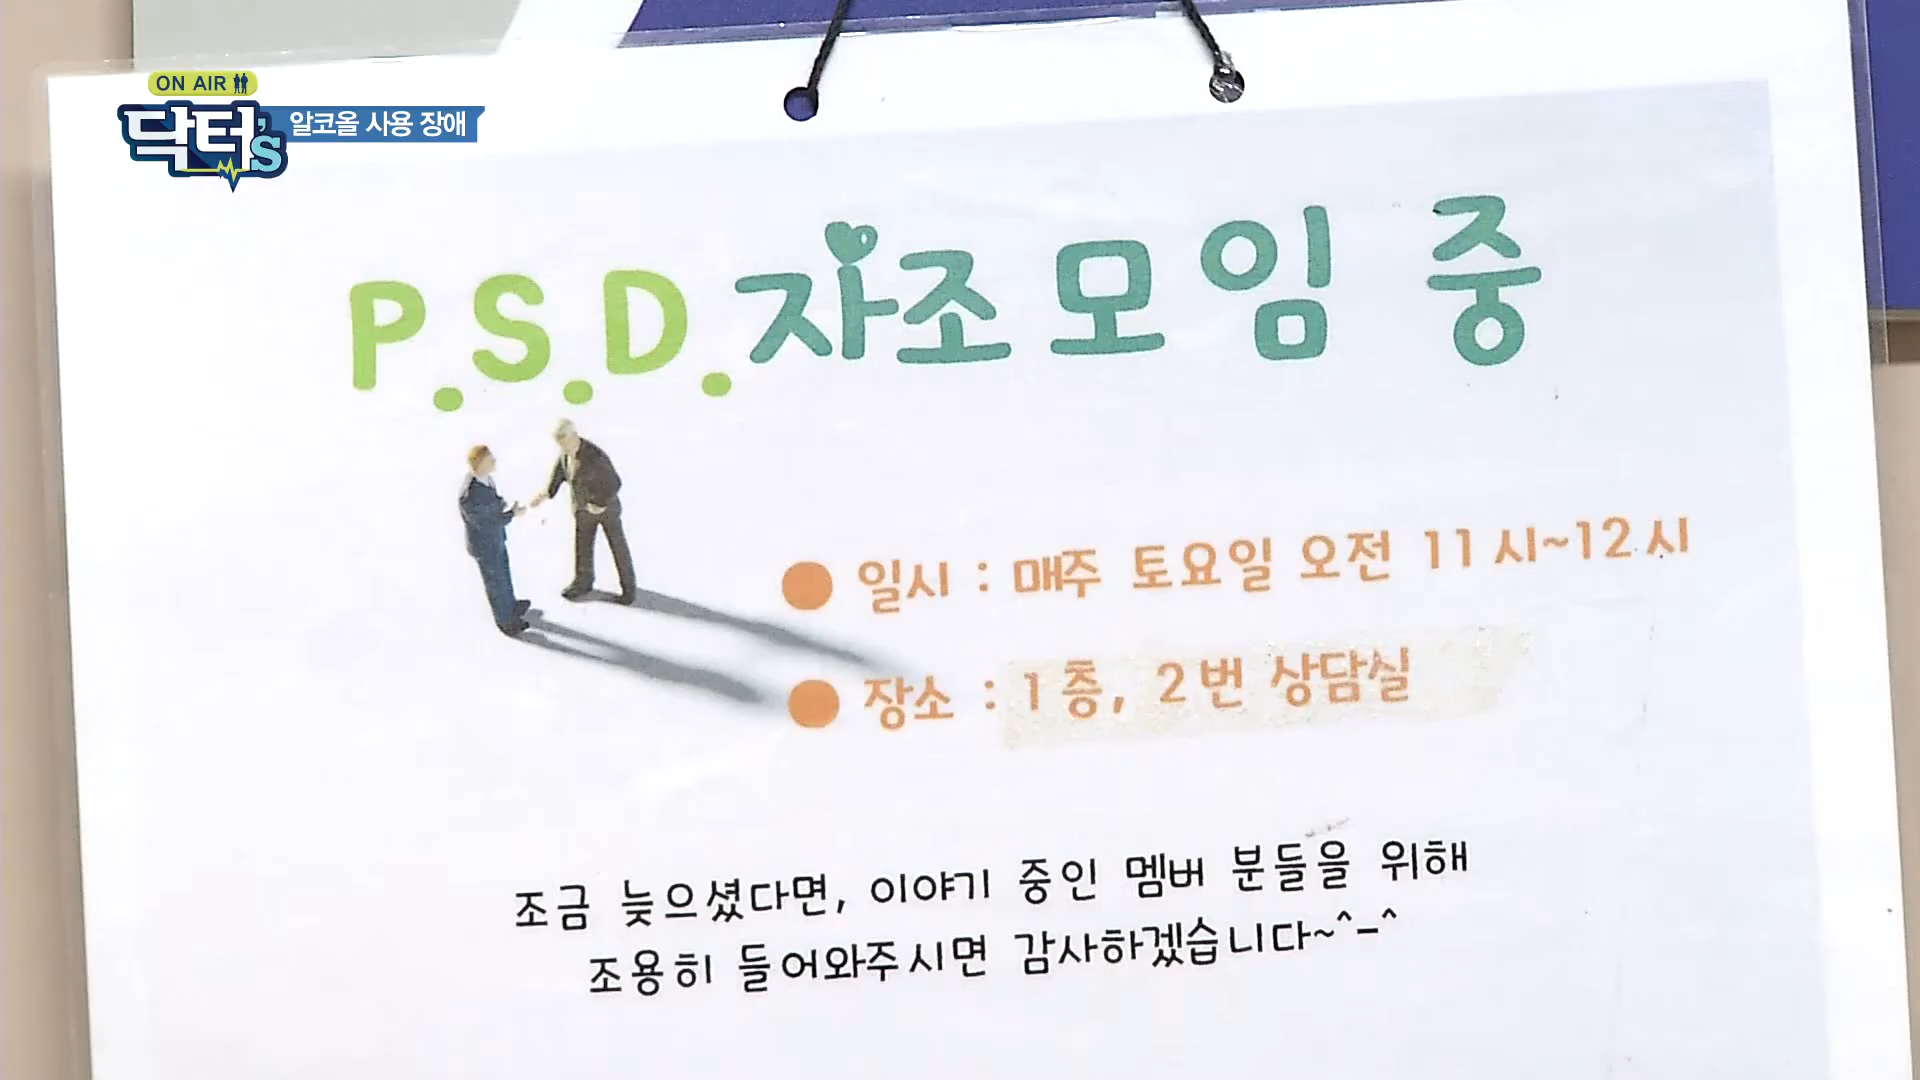 ON AIR
닥터's 알코올 사용 장애
P.S.D.자조모임 중
● 일시 : 매주 토요일 오전 11시~12시
● 장소 : 1층, 2번 상담실
조금 늦으셨다면, 이야기 중인 멤버 분들을 위해
조용히 들어와주시면 감사하겠습니다~^-^